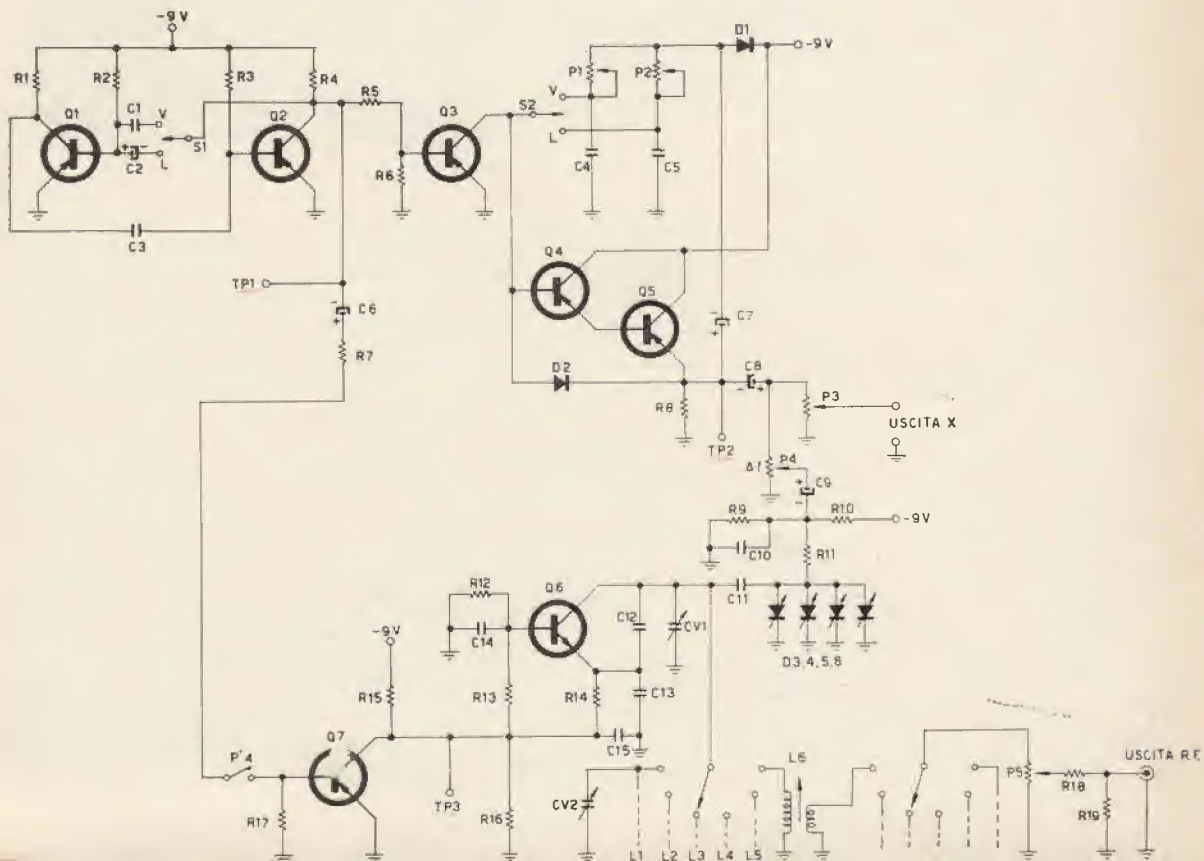 -9V
R1
R2
R3
R4
Q1
C1
V
S1
C2
+
-
L
Q2
R5
Q3
R6
C3
TP1
-
C6
+
R7
D1
-9V
P1
P2
S2
V
L
C4
C5
Q4
Q5
-
C7
+
D2
C8
-
+
R8
TP2
P3
USCITA X
Δf
P4
+
C9
-
R9
R10
-9V
C10
R11
R12
Q6
C14
C12
CV1
C11
D3,4,5,6
-9V
R15
R13
R14
C13
C15
Q7
P'4
R17
TP3
R16
CV2
L1
L2
L3
L4
L5
L6
P5
R18
R19
USCITA RF